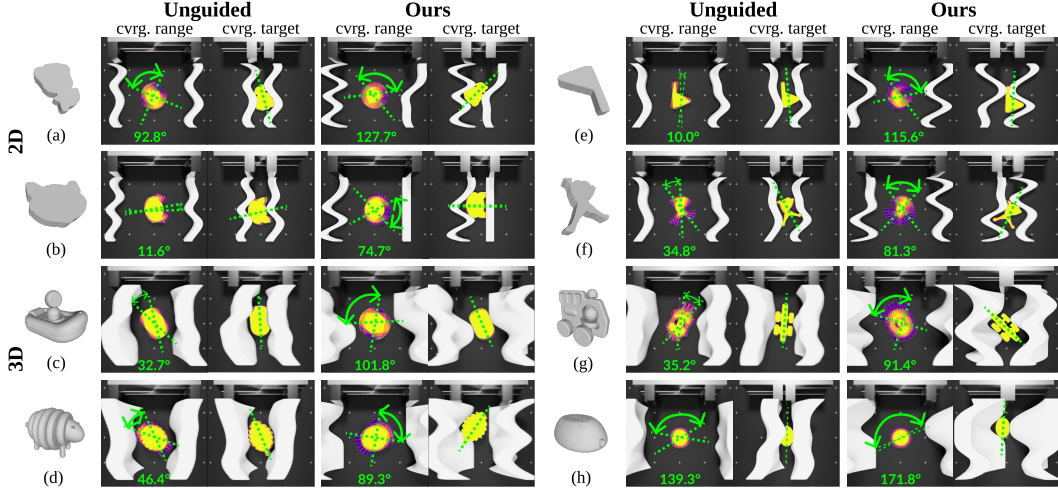 Unguided Ours Unguided Ours
cvrg. range cvrg. target cvrg. range cvrg. target cvrg. range cvrg. target cvrg. range cvrg. target
2D
(a) 92.8° 127.7° (e) 10.0° 115.6°
(b) 11.6° 74.7° (f) 34.8° 81.3°
3D
(c) 32.7° 101.8° (g) 35.2° 91.4°
(d) 46.4° 89.3° (h) 139.3° 171.8°